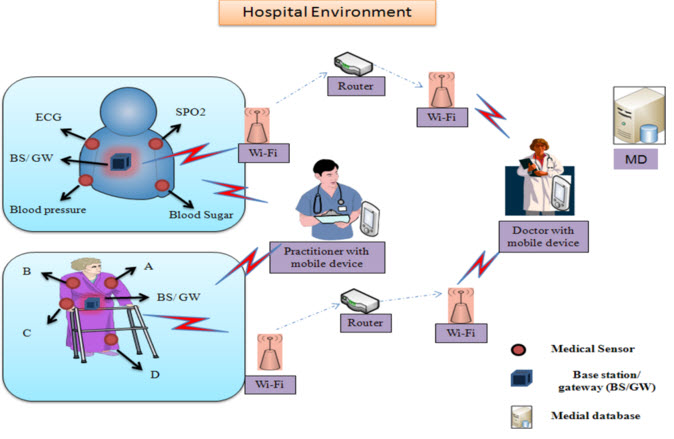 Hospital Environment
ECG
SPO2
BS/GW
Blood pressure
Blood Sugar
Wi-Fi
Router
Wi-Fi
MD
Practitioner with
mobile device
Doctor with
mobile device
B
A
BS/GW
C
D
Wi-Fi
Router
Wi-Fi
Medical Sensor
Base station/
gateway (BS/GW)
Medial database